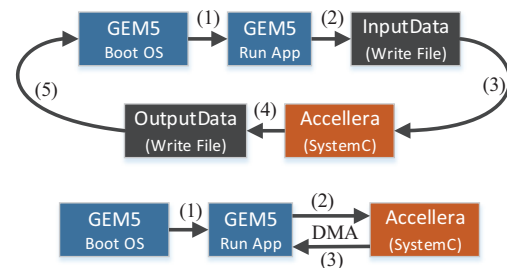 (1) (2)
GEM5 GEM5 InputData
Boot OS Run App (Write File)
(3)
(5)
(4)
OutputData Accellera
(Write File) (SystemC)
(1) (2)
GEM5 GEM5 DMA Accellera
Boot OS Run App (3) (SystemC)